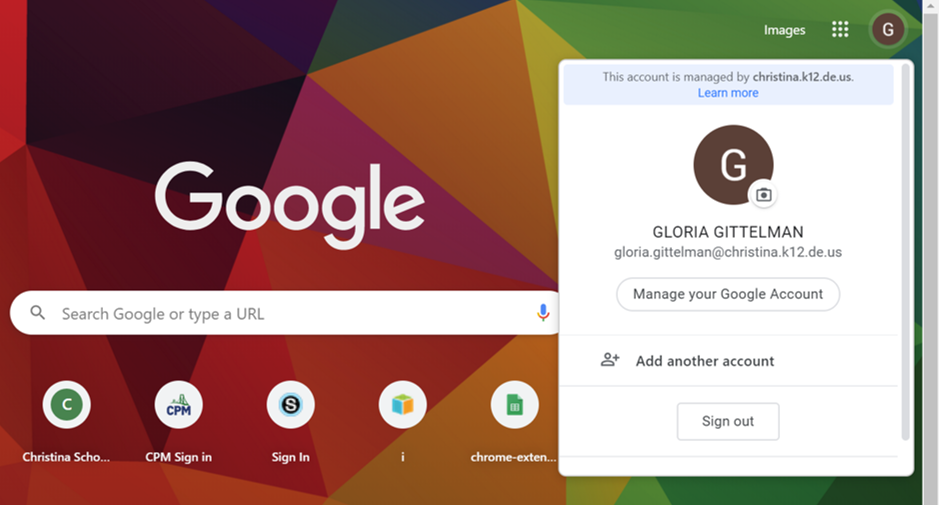 Images
G
This account is managed by christina.k12.de.us.
Learn more
G
GLORIA GITTELMAN
gloria.gittelman@christina.k12.de.us
Manage your Google Account
Add another account
Sign out
Google
Search Google or type a URL
C
CPM
S
Christina Scho...
CPM Sign in
Sign In
i
chrome-exten...